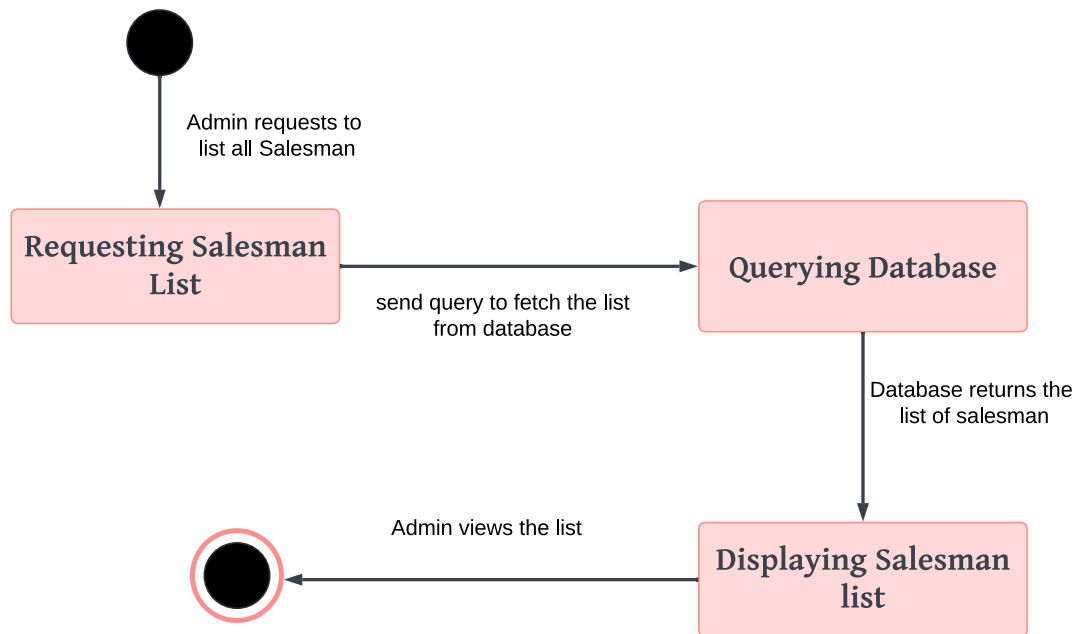 Admin requests to
list all Salesman
Requesting Salesman
List
send query to fetch the list
from database
Querying Database
Database returns the
list of salesman
Displaying Salesman
list
Admin views the list